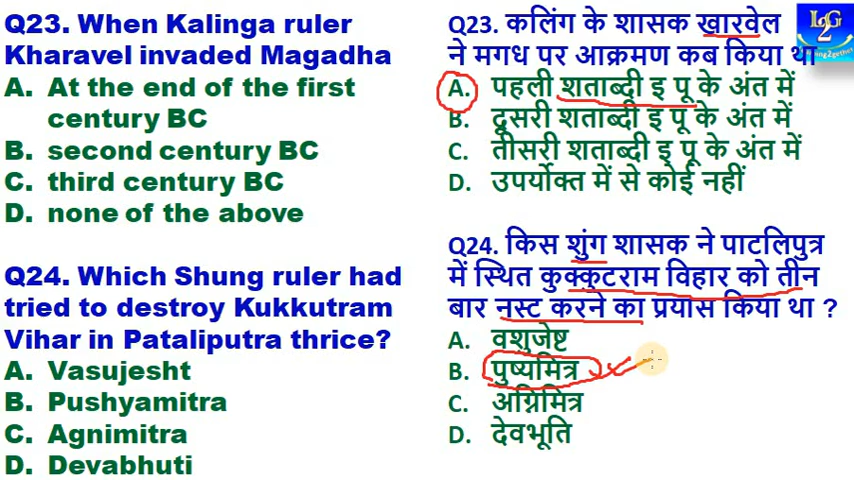 Q23. When Kalinga ruler
Kharavel invaded Magadha
A. At the end of the first
century BC
B. second century BC
C. third century BC
D. none of the above
Q24. Which Shung ruler had
tried to destroy Kukkutram
Vihar in Pataliputra thrice?
A. Vasujesht
B. Pushyamitra
C. Agnimitra
D. Devabhuti
Q23. कलिंग के शासक खारवेल
ने मगध पर आक्रमण कब किया था
A. पहली शताब्दी इ पू के अंत में
B. दूसरी शताब्दी इ पू के अंत में
C. तीसरी शताब्दी इ पू के अंत में
D. उपर्योक्त में से कोई नहीं
Q24. किस शुंग शासक ने पाटलिपुत्र
में स्थित कुक्कुटराम विहार को तीन
बार नस्ट करने का प्रयास किया था ?
A. वशुजेष्ट
B. पुष्यमित्र
C. अग्निमित्र
D. देवभूति
L2G